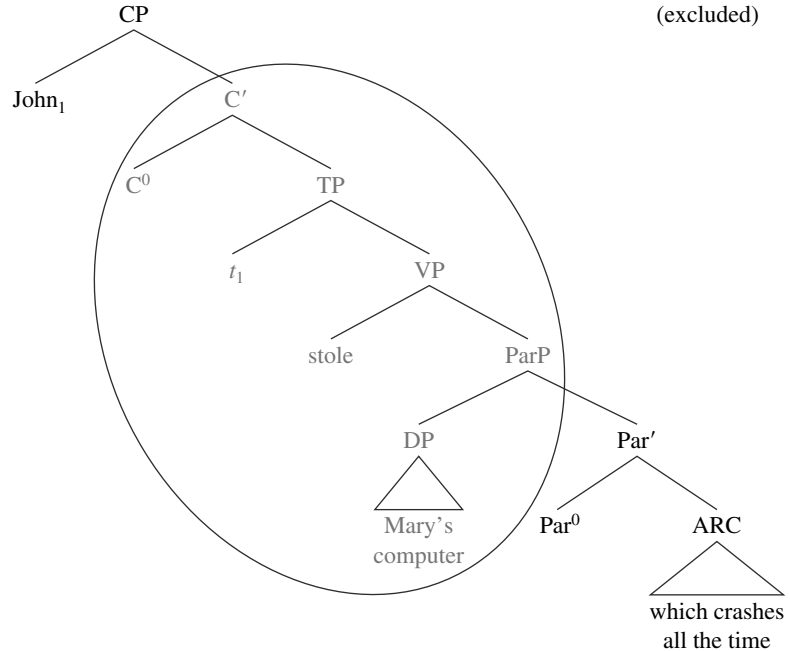 CP (excluded)
John₁ C′
C⁰ TP
t₁ VP
stole ParP
DP Par′
Mary's
computer
Par⁰ ARC
which crashes
all the time